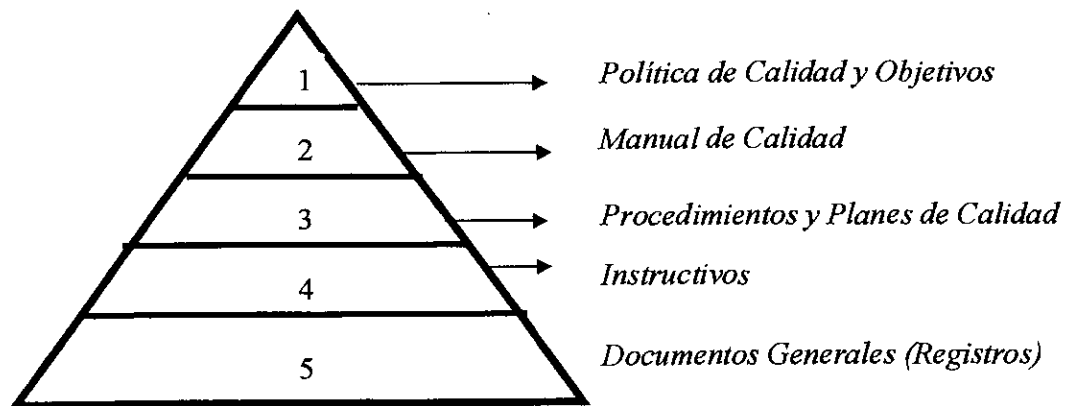 1
Política de Calidad y Objetivos
2
Manual de Calidad
3
Procedimientos y Planes de Calidad
4
Instructivos
5
Documentos Generales (Registros)